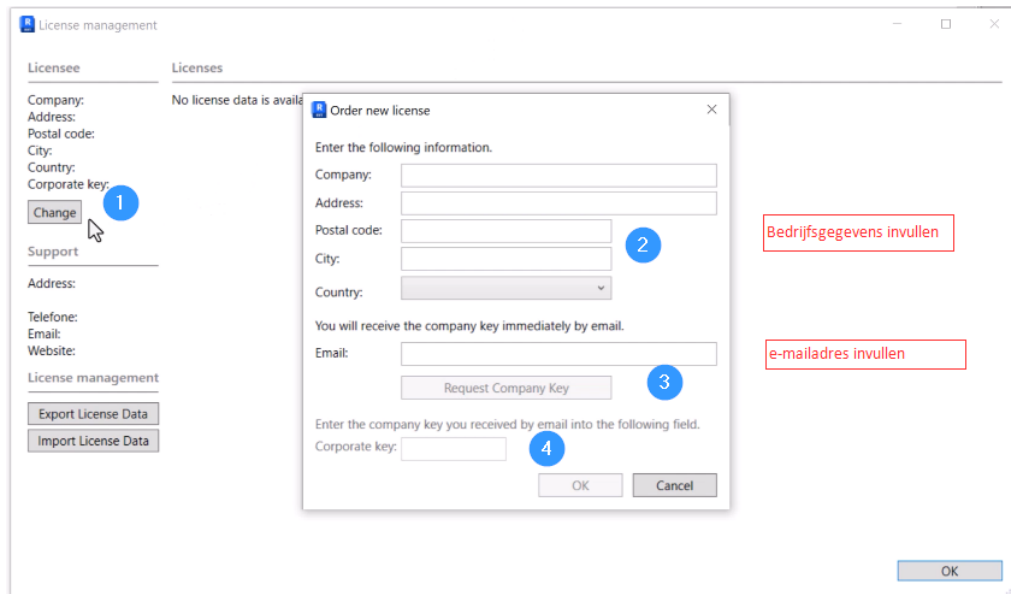 License management
Licensee
Licenses
Company:
No license data is availa
Address:
Postal code:
City:
Country:
Corporate key:
1
Change
Support
Address:
Telefone:
Email:
Website:
License management
Export License Data
Import License Data
Order new license
Enter the following information.
Company:
Address:
Postal code:
2
City:
Country:
You will receive the company key immediately by email.
Email:
3
Request Company Key
Enter the company key you received by email into the following field.
Corporate key:
4
OK
Cancel
Bedrijfsgegevens invullen
e-mailadres invullen
OK